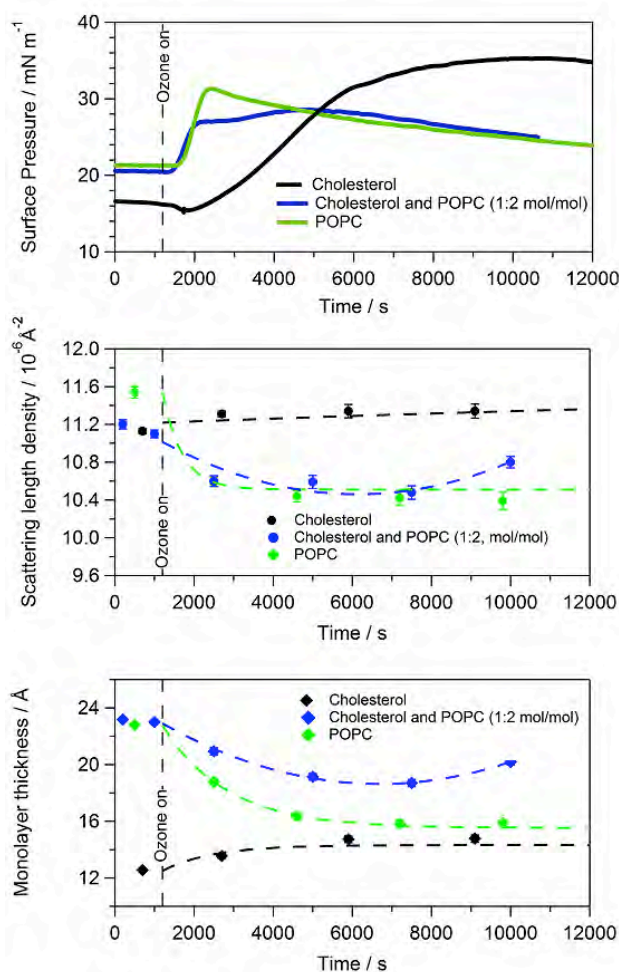 40
30
20
10
Surface Pressure / mN m⁻¹
Ozone on
Cholesterol
Cholesterol and POPC (1:2 mol/mol)
POPC
0 2000 4000 6000 8000 10000 12000
Time / s
12.0
11.6
11.2
10.8
10.4
10.0
9.6
Scattering length density / 10⁻⁶Å⁻²
Ozone on
Cholesterol
Cholesterol and POPC (1:2, mol/mol)
POPC
0 2000 4000 6000 8000 10000 12000
Time / s
24
20
16
12
Monolayer thickness / Å
Ozone on
Cholesterol
Cholesterol and POPC (1:2 mol/mol)
POPC
0 2000 4000 6000 8000 10000 12000
Time / s